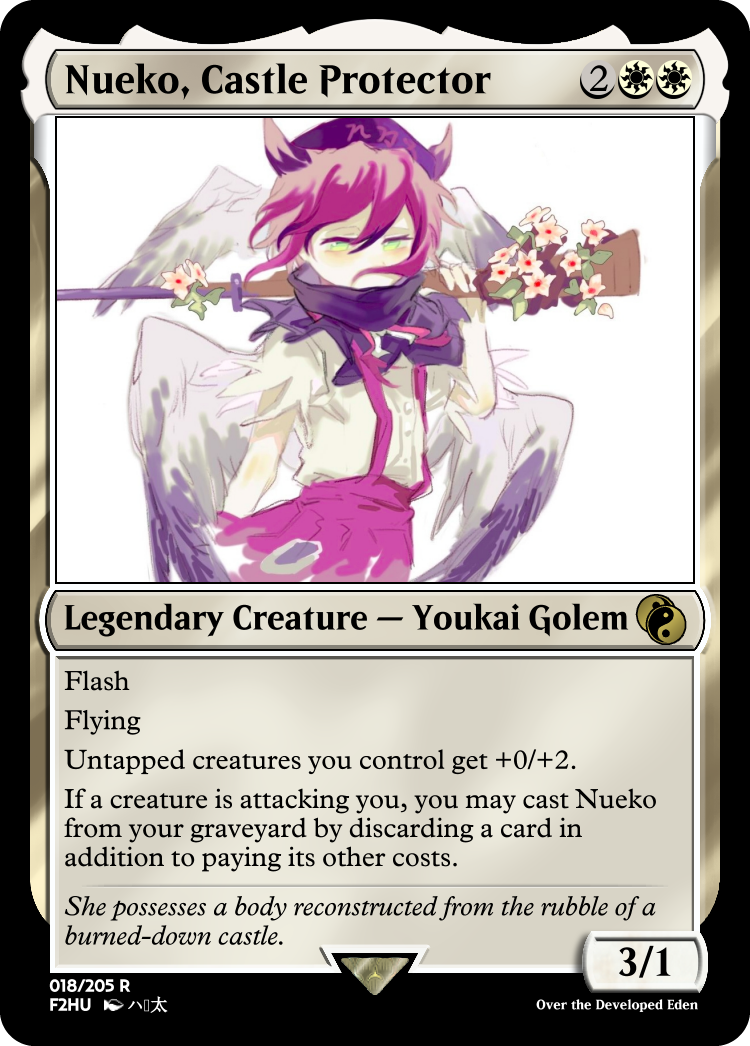 Nueko, Castle Protector 2
Legendary Creature — Youkai Golem
Flash
Flying
Untapped creatures you control get +0/+2.
If a creature is attacking you, you may cast Nueko
from your graveyard by discarding a card in
addition to paying its other costs.
She possesses a body reconstructed from the rubble of a
burned-down castle.
3/1
018/205 R
F2HU ハ▯太
Over the Developed Eden